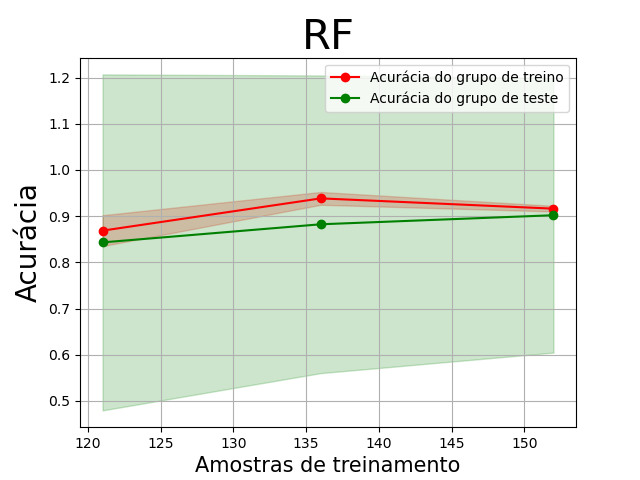 RF
Acurácia do grupo de treino
Acurácia do grupo de teste
Acurácia
1.2
1.1
1.0
0.9
0.8
0.7
0.6
0.5
120 125 130 135 140 145 150
Amostras de treinamento